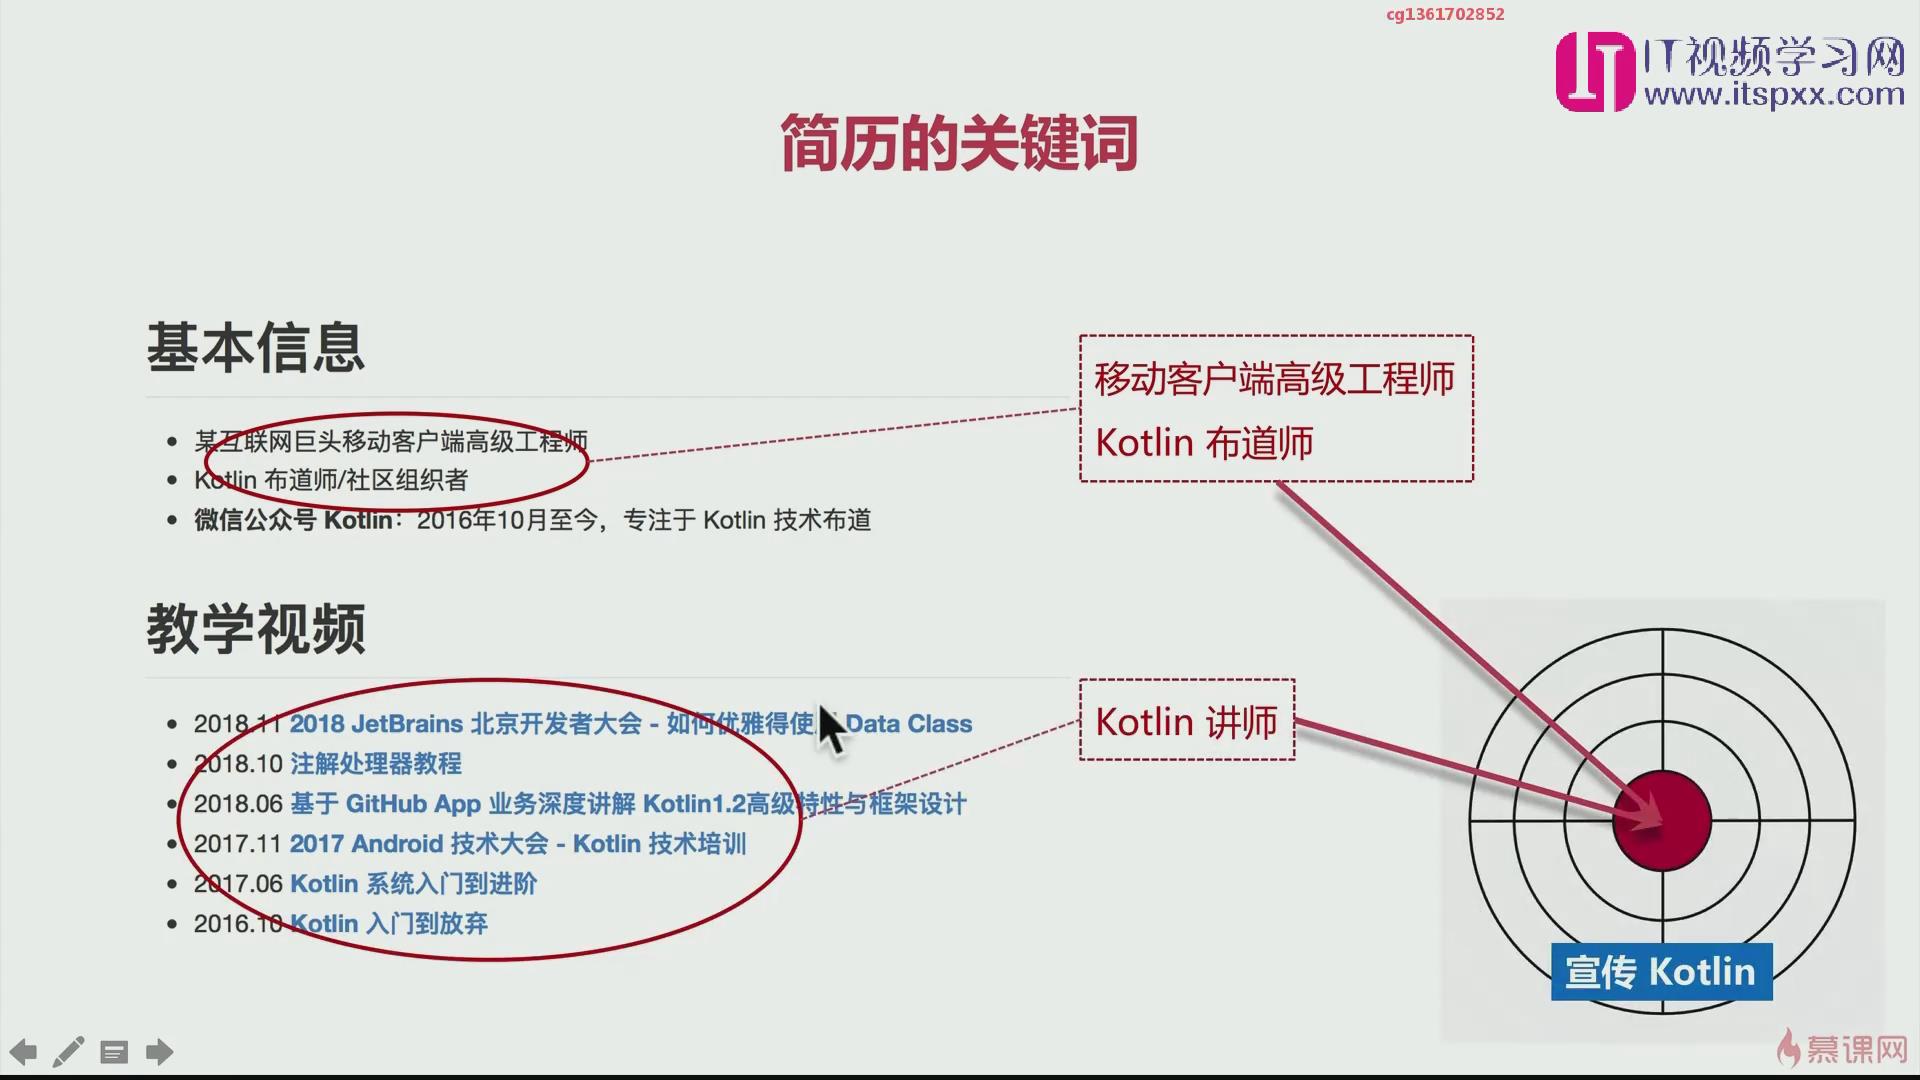 cg1361702852
IT视频学习网
www.itspxx.com
简历的关键词
基本信息
某互联网巨头移动客户端高级工程师
Kotlin 布道师/社区组织者
微信公众号 Kotlin：2016年10月至今，专注于 Kotlin 技术布道
移动客户端高级工程师
Kotlin 布道师
教学视频
2018.11 2018 JetBrains 北京开发者大会 - 如何优雅得使 Data Class
2018.10 注解处理器教程
2018.06 基于 GitHub App 业务深度讲解 Kotlin1.2高级特性与框架设计
2017.11 2017 Android 技术大会 - Kotlin 技术培训
2017.06 Kotlin 系统入门到进阶
2016.10 Kotlin 入门到放弃
Kotlin 讲师
宣传 Kotlin
慕课网